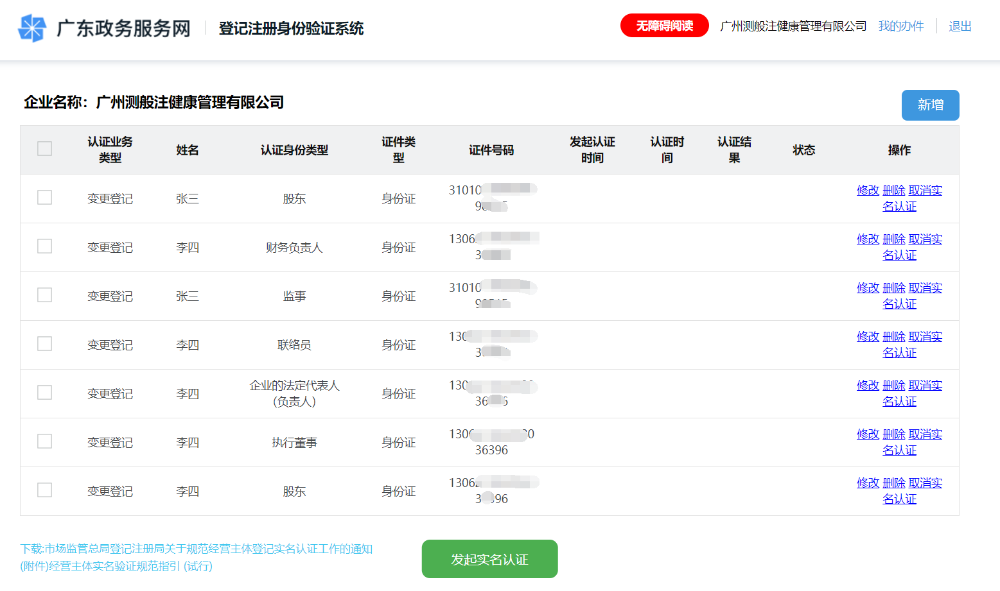 广东政务服务网 登记注册身份验证系统 无障碍阅读 广州测般注健康管理有限公司 我的办件 退出
企业名称：广州测般注健康管理有限公司 新增
认证业务类型 姓名 认证身份类型 证件类型 证件号码 发起认证时间 认证时间 认证结果 状态 操作
变更登记 张三 股东 身份证 31010 修改 删除 取消实名认证
变更登记 李四 财务负责人 身份证 1306 3 修改 删除 取消实名认证
变更登记 张三 监事 身份证 31010 修改 删除 取消实名认证
变更登记 李四 联络员 身份证 130 3 修改 删除 取消实名认证
变更登记 李四 企业的法定代表人(负责人) 身份证 130 36 6 修改 删除 取消实名认证
变更登记 李四 执行董事 身份证 130 0 36396 修改 删除 取消实名认证
变更登记 李四 股东 身份证 1306 3 96 修改 删除 取消实名认证
下载:市场监管总局登记注册局关于规范经营主体登记实名认证工作的通知
(附件)经营主体实名验证规范指引 (试行)
发起实名认证